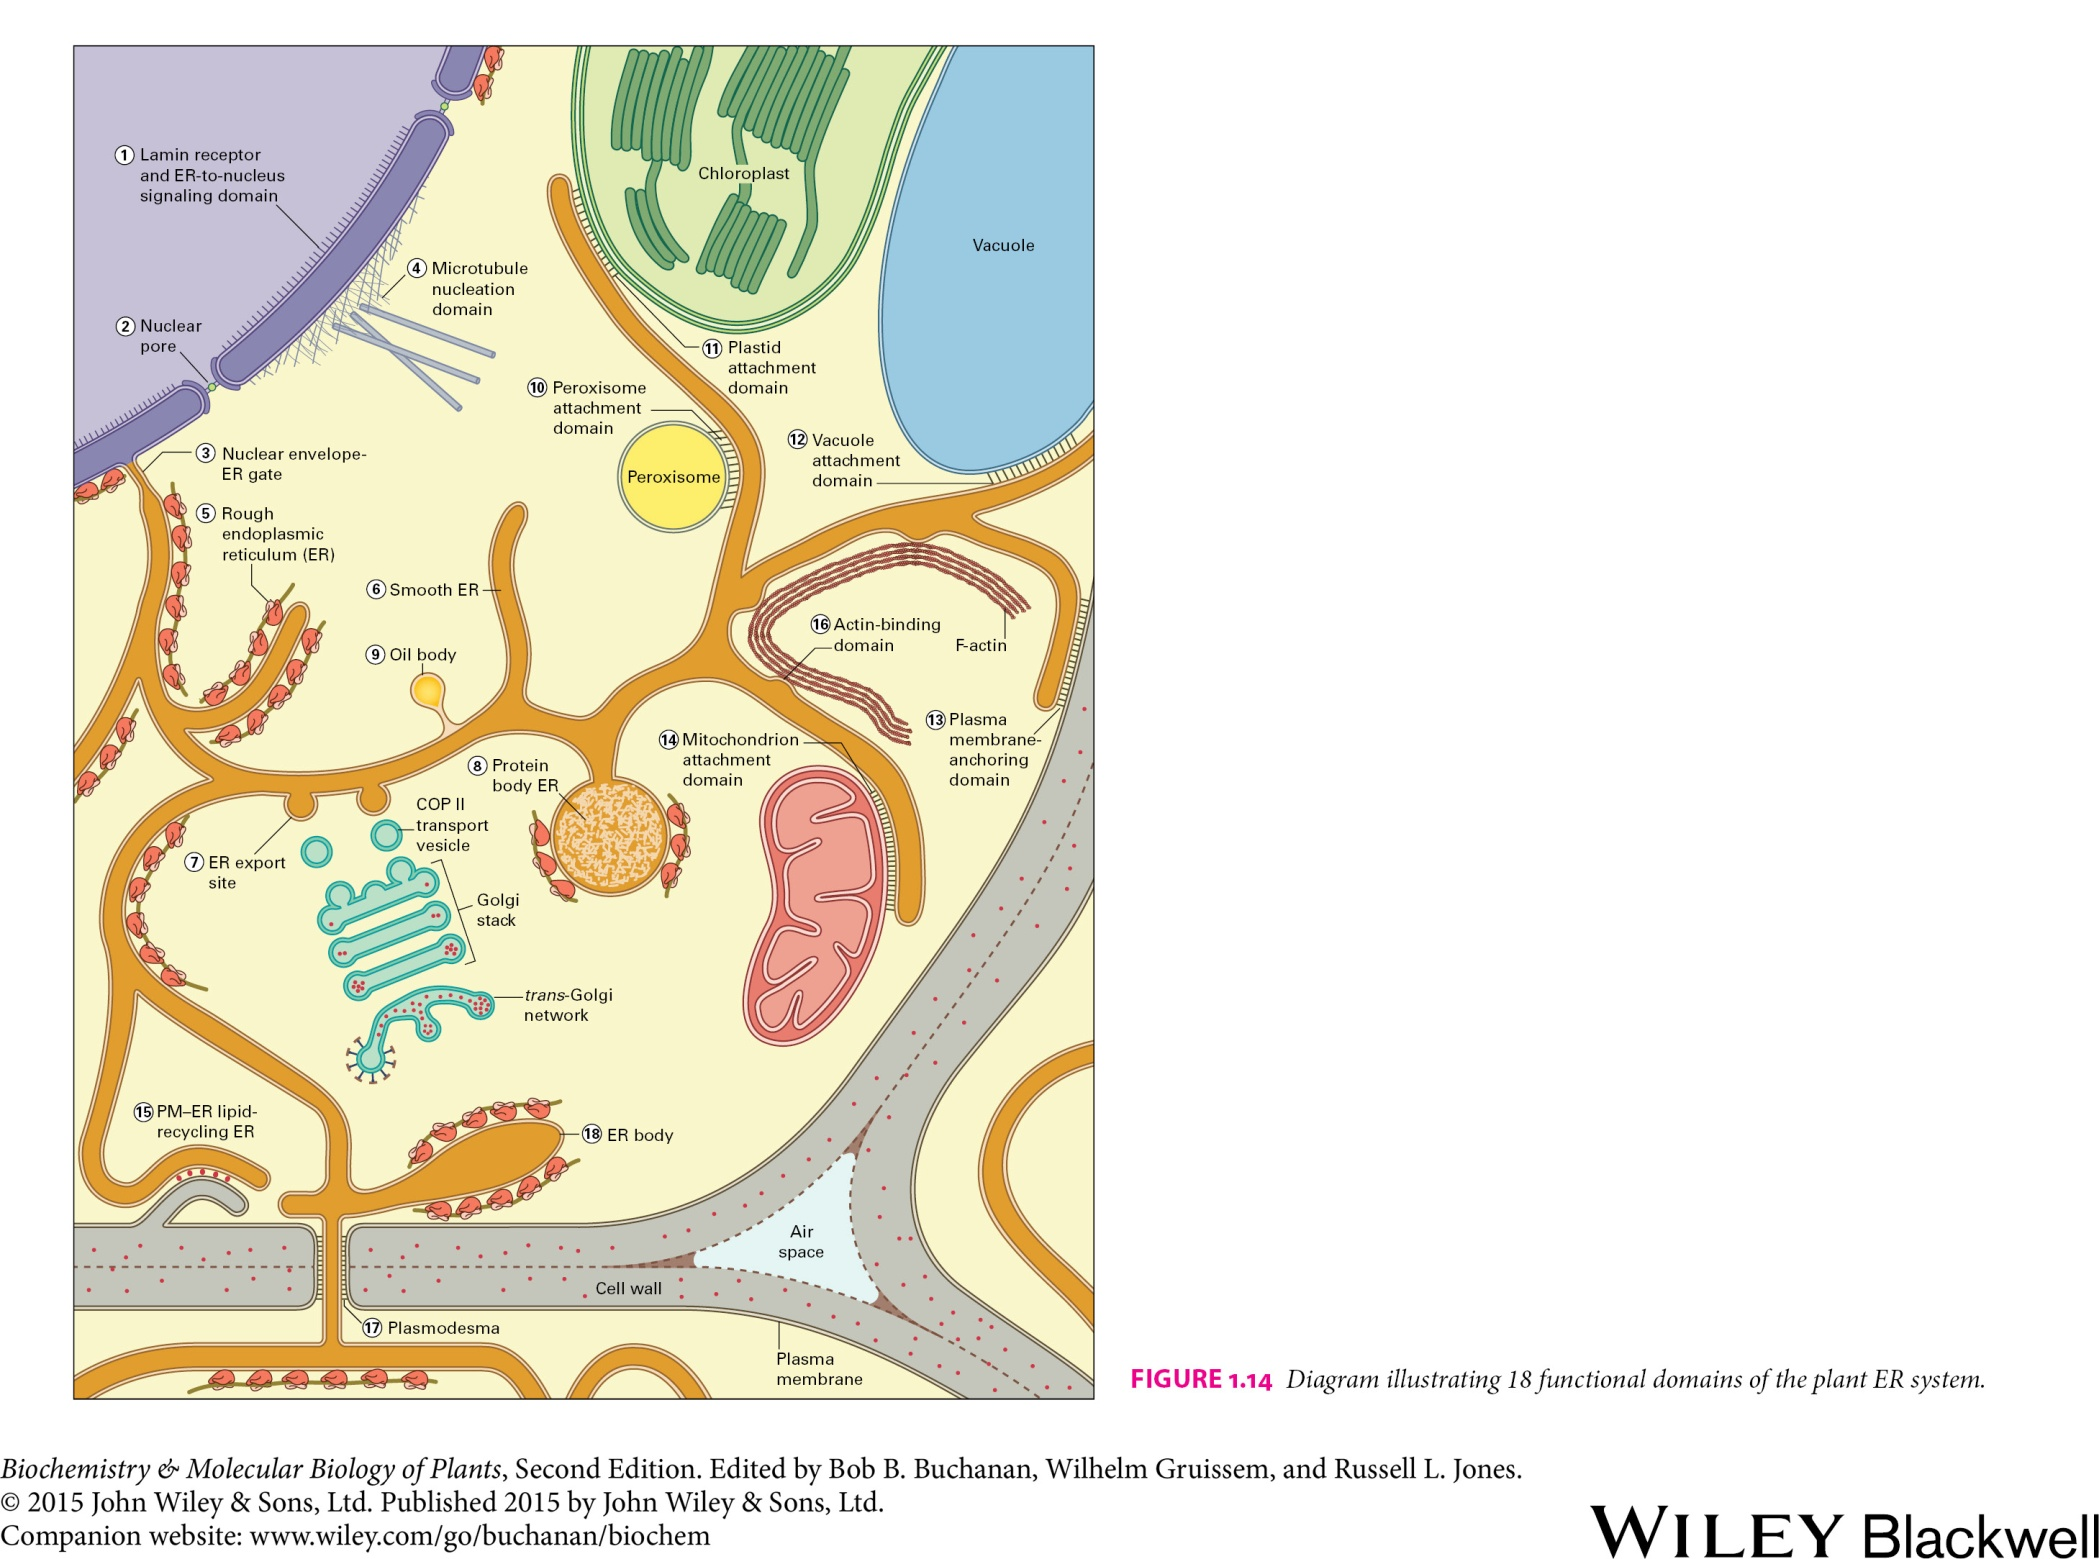 1 Lamin receptor
and ER-to-nucleus
signaling domain
2 Nuclear
pore
3 Nuclear envelope-
ER gate
4 Microtubule
nucleation
domain
5 Rough
endoplasmic
reticulum (ER)
6 Smooth ER
9 Oil body
8 Protein
body ER
COP II
transport
vesicle
7 ER export
site
Golgi
stack
trans-Golgi
network
Chloroplast
Vacuole
11 Plastid
attachment
domain
10 Peroxisome
attachment
domain
Peroxisome
12 Vacuole
attachment
domain
16 Actin-binding
domain
F-actin
13 Plasma
membrane-
anchoring
domain
14 Mitochondrion
attachment
domain
15 PM–ER lipid-
recycling ER
18 ER body
Air
space
Cell wall
17 Plasmodesma
Plasma
membrane
FIGURE 1.14 Diagram illustrating 18 functional domains of the plant ER system.
Biochemistry & Molecular Biology of Plants, Second Edition. Edited by Bob B. Buchanan, Wilhelm Gruissem, and Russell L. Jones.
© 2015 John Wiley & Sons, Ltd. Published 2015 by John Wiley & Sons, Ltd.
Companion website: www.wiley.com/go/buchanan/biochem
WILEY Blackwell